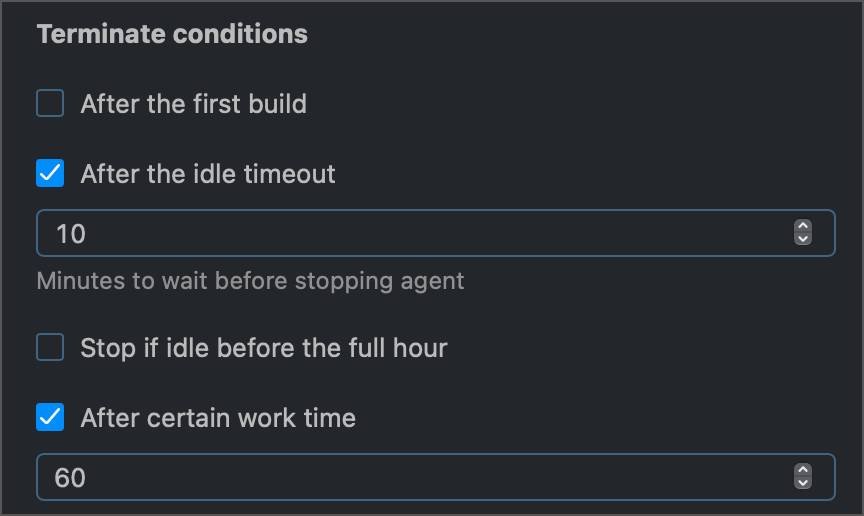 Terminate conditions
After the first build
After the idle timeout
10
Minutes to wait before stopping agent
Stop if idle before the full hour
After certain work time
60